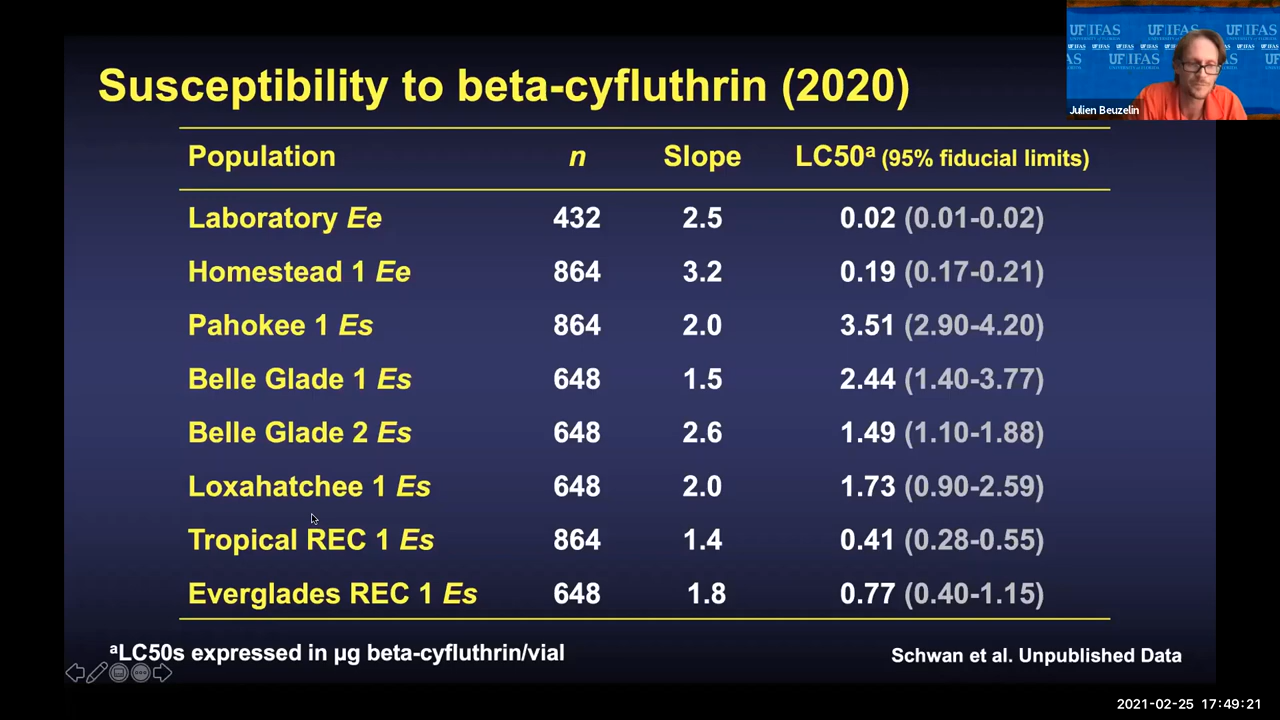 Susceptibility to beta-cyfluthrin (2020)
Population n Slope LC50ᵃ (95% fiducial limits)
Laboratory Ee 432 2.5 0.02 (0.01-0.02)
Homestead 1 Ee 864 3.2 0.19 (0.17-0.21)
Pahokee 1 Es 864 2.0 3.51 (2.90-4.20)
Belle Glade 1 Es 648 1.5 2.44 (1.40-3.77)
Belle Glade 2 Es 648 2.6 1.49 (1.10-1.88)
Loxahatchee 1 Es 648 2.0 1.73 (0.90-2.59)
Tropical REC 1 Es 864 1.4 0.41 (0.28-0.55)
Everglades REC 1 Es 648 1.8 0.77 (0.40-1.15)
ᵃLC50s expressed in µg beta-cyfluthrin/vial
Schwan et al. Unpublished Data
UF IFAS
Julien Beuzelin
2021-02-25 17:49:21